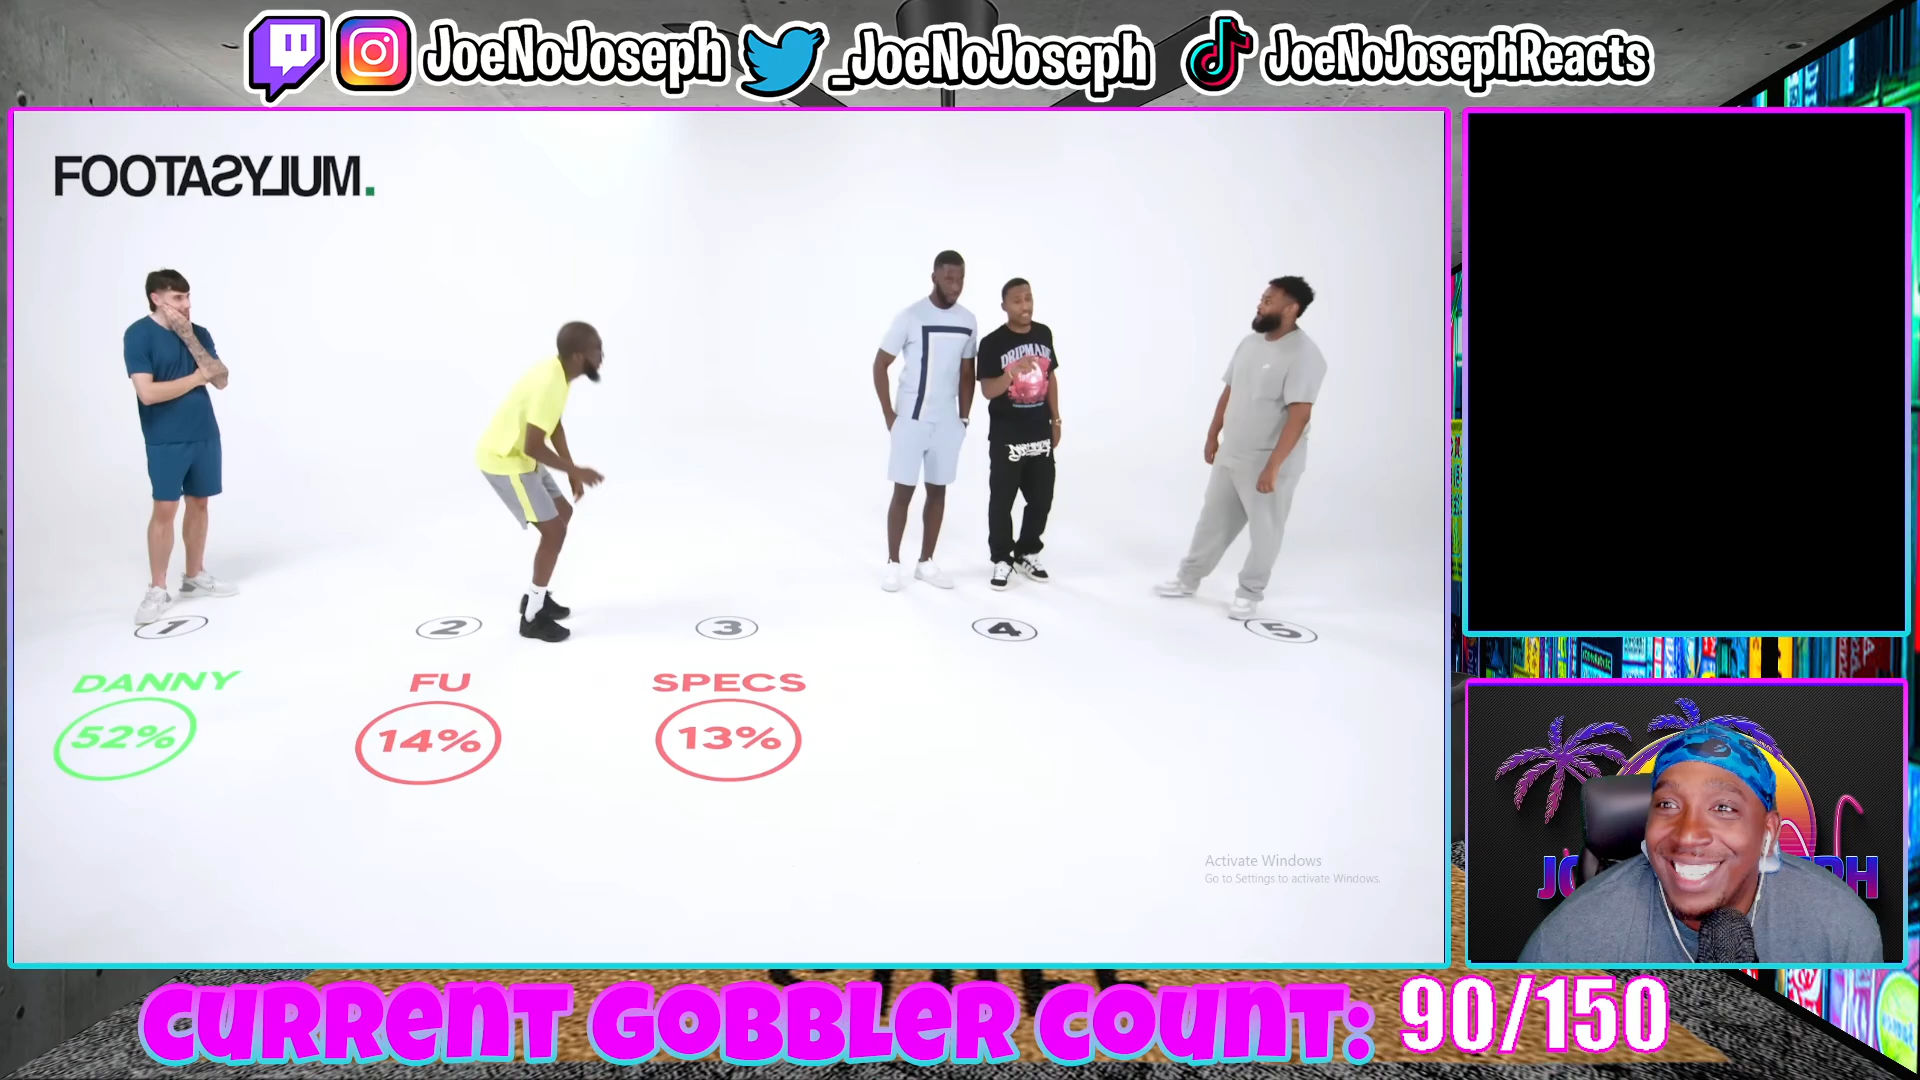 JoeNoJoseph _JoeNoJoseph JoeNoJosephReacts
FOOTASYLUM.
DRIPMADE
1 2 3 4 5
DANNY FU SPECS
52% 14% 13%
Activate Windows
Go to Settings to activate Windows.
CURRENT GOBBLER COUNT: 90/150